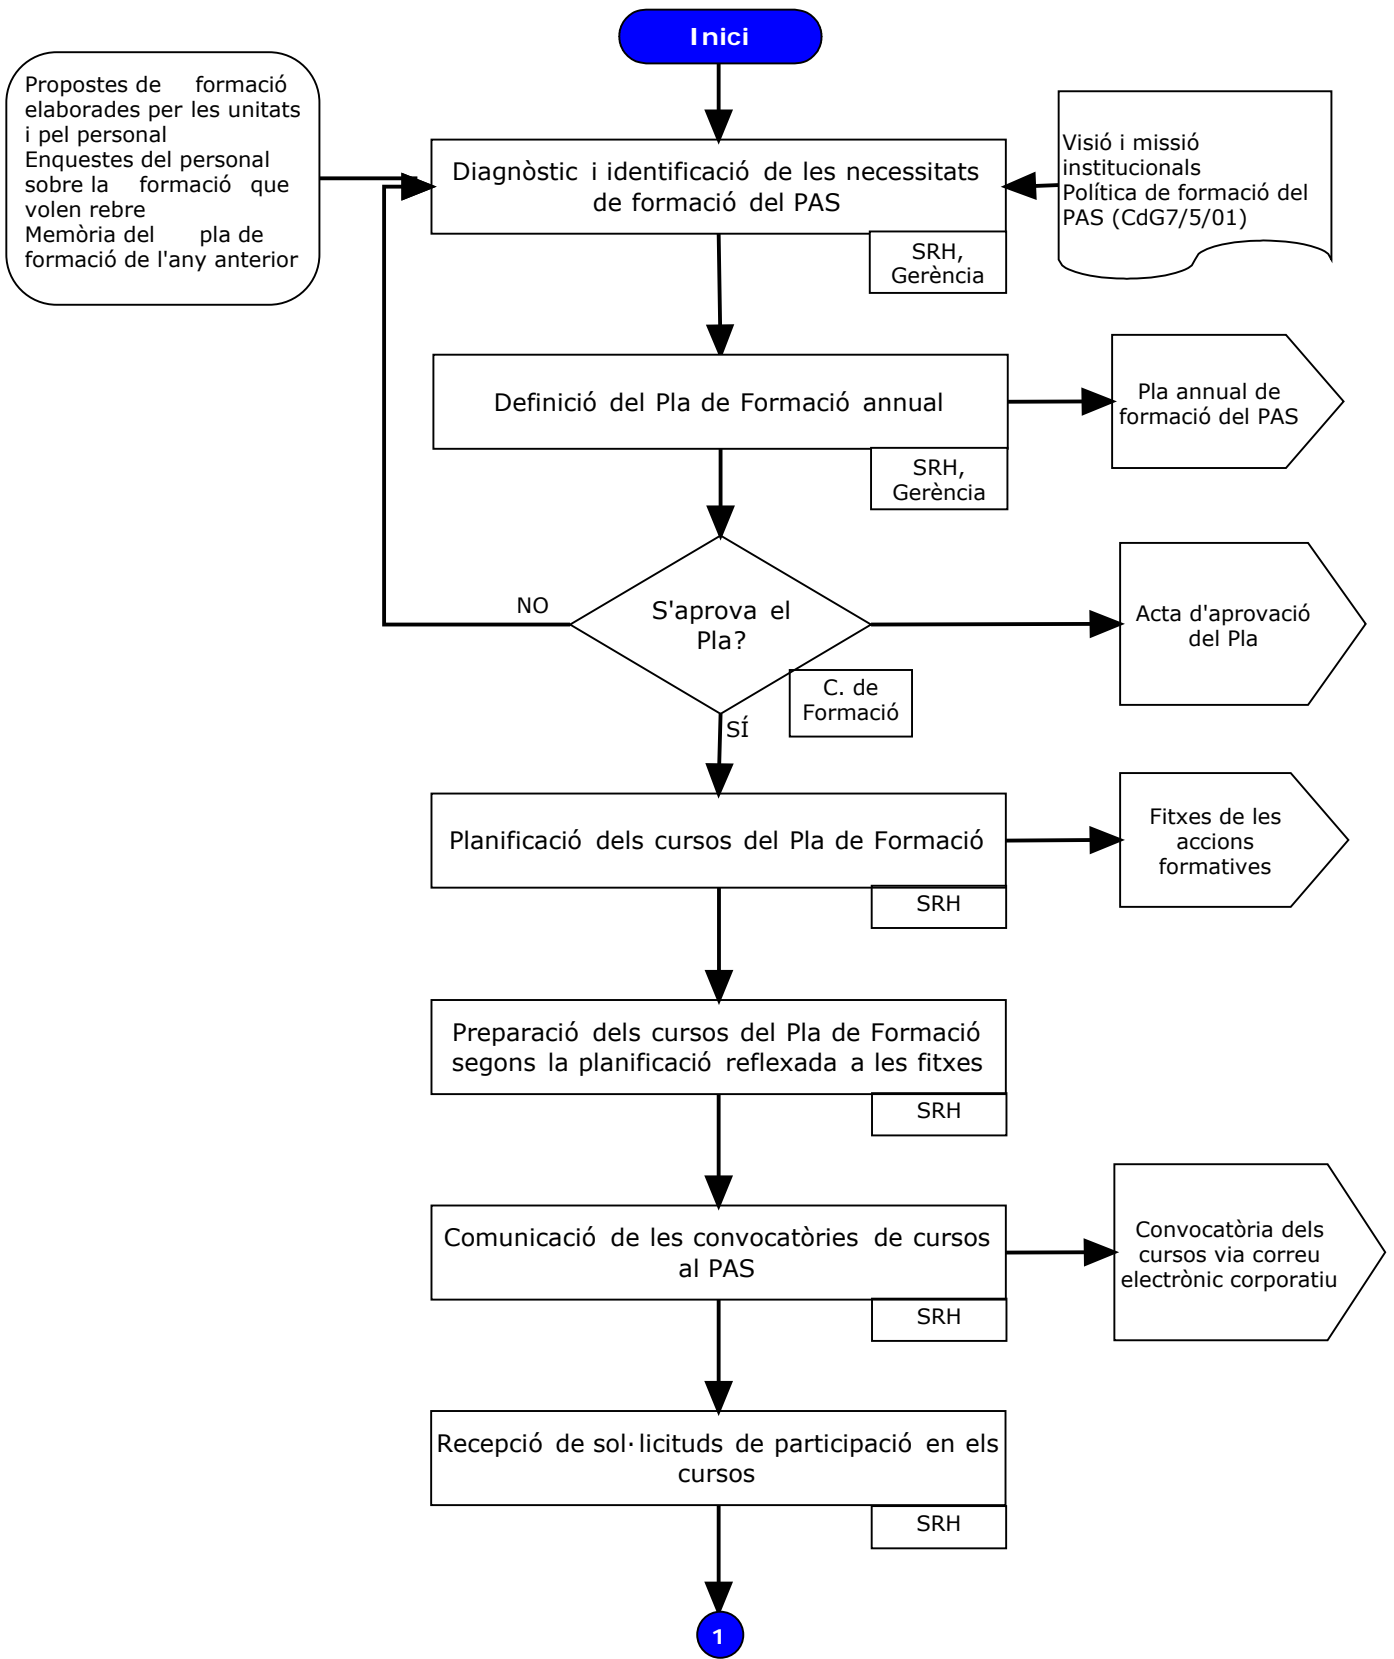 Inici
Propostes de formació
elaborades per les unitats
i pel personal
Enquestes del personal
sobre la formació que
volen rebre
Memòria del pla de
formació de l'any anterior
Diagnòstic i identificació de les necessitats
de formació del PAS
SRH,
Gerència
Visió i missió
institucionals
Política de formació del
PAS (CdG7/5/01)
Definició del Pla de Formació annual
SRH,
Gerència
Pla annual de
formació del PAS
NO
S'aprova el
Pla?
C. de
Formació
SÍ
Acta d'aprovació
del Pla
Planificació dels cursos del Pla de Formació
SRH
Fitxes de les
accions
formatives
Preparació dels cursos del Pla de Formació
segons la planificació reflexada a les fitxes
SRH
Comunicació de les convocatòries de cursos
al PAS
SRH
Convocatòria dels
cursos via correu
electrònic corporatiu
Recepció de sol·licituds de participació en els
cursos
SRH
1